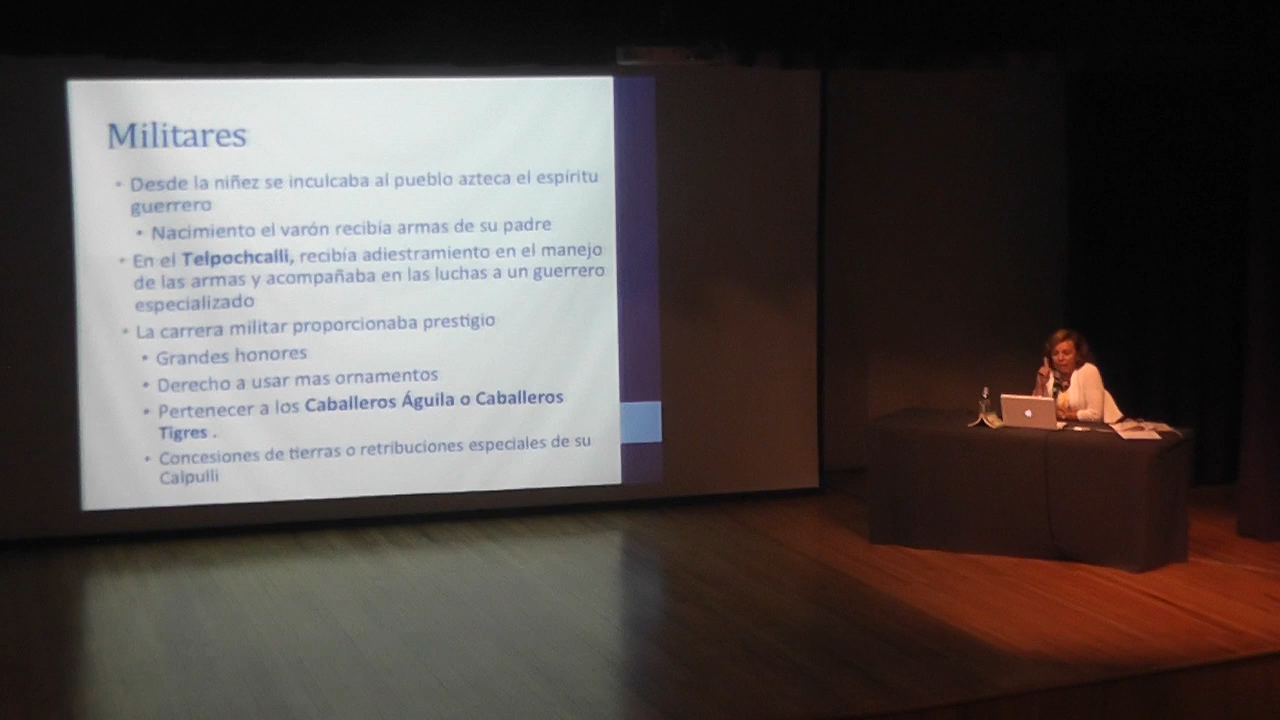 Militares
• Desde la niñez se inculcaba al pueblo azteca el espíritu
guerrero
• Nacimiento el varón recibía armas de su padre
• En el Telpochcalli, recibía adiestramiento en el manejo
de las armas y acompañaba en las luchas a un guerrero
especializado
• La carrera militar proporcionaba prestigio
• Grandes honores
• Derecho a usar mas ornamentos
• Pertenecer a los Caballeros Águila o Caballeros
Tigres .
• Concesiones de tierras o retribuciones especiales de su
Calpulli